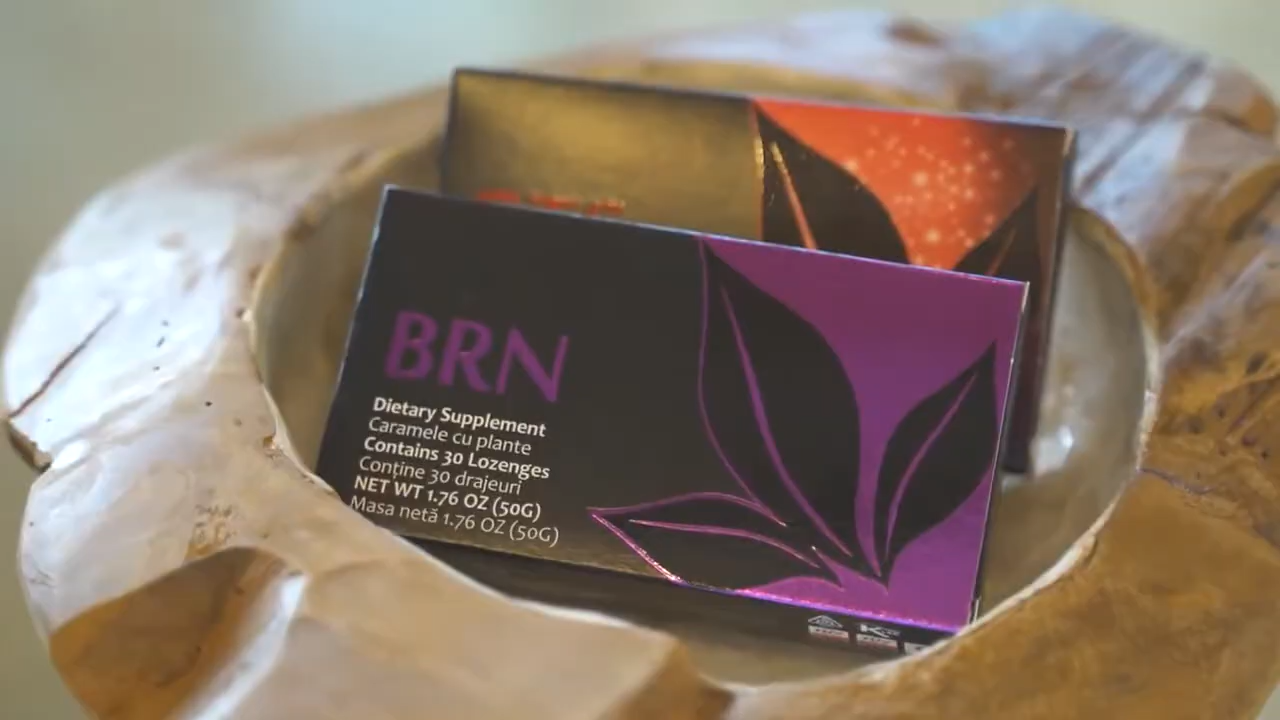 BRN
Dietary Supplement
Caramele cu plante
Contains 30 Lozenges
Conține 30 drajeuri
NET WT 1.76 OZ (50G)
Masa netă 1.76 OZ (50G)